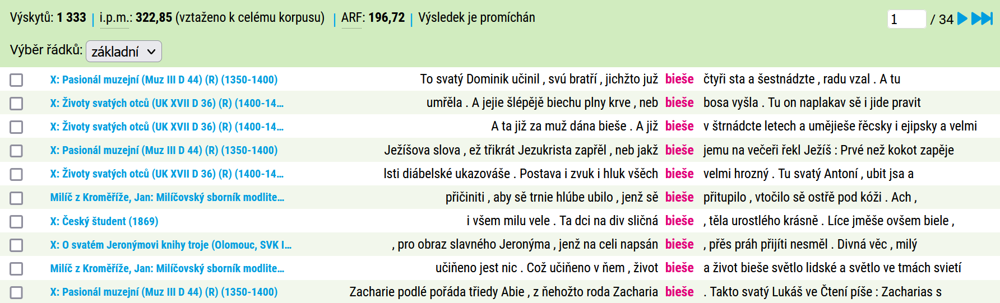 Výskytů: 1 333 | i.p.m.: 322,85 (vztaženo k celému korpusu) | ARF: 196,72 | Výsledek je promíchán 1 / 34
Výběr řádků: základní
X: Pasionál muzejní (Muz III D 44) (R) (1350-1400) To svatý Dominik učinil , svú bratří , jichžto juž bieše čtyři sta a šestnádzte , radu vzal . A tu
X: Životy svatých otců (UK XVII D 36) (R) (1400-14… umřěla . A jejie šlépějě biechu plny krve , neb bieše bosa vyšla . Tu on naplakav sě i jide pravit
X: Životy svatých otců (UK XVII D 36) (R) (1400-14… A ta již za muž dána bieše . A již bieše v štrnádcte letech a umějieše řěcsky i ejipsky a velmi
X: Pasionál muzejní (Muz III D 44) (R) (1350-1400) Ježíšova slova , ež třikrát Jezukrista zapřěl , neb jakž bieše jemu na večeři řekl Ježíš : Prvé než kokot zapěje
X: Životy svatých otců (UK XVII D 36) (R) (1400-14… lsti diábelské ukazováše . Postava i zvuk i hluk všěch bieše velmi hrozný . Tu svatý Antoní , ubit jsa a
Milíč z Kroměříže, Jan: Milíčovský sborník modlite… přičiniti , aby sě trnie hlúbe ubilo , jenž sě bieše přitupilo , vtočilo sě ostřě pod kóži . Ach ,
X: Český študent (1869) i všem milu vele . Ta dci na div sličná bieše , těla urostlého krásně . Líce jměše ovšem biele ,
X: O svatém Jeronýmovi knihy troje (Olomouc, SVK I… , pro obraz slavného Jeronýma , jenž na celi napsán bieše , přěs práh přijíti nesměl . Divná věc , milý
Milíč z Kroměříže, Jan: Milíčovský sborník modlite… učiňeno jest nic . Což učiňeno v ňem , život bieše a život bieše světlo lidské a světlo ve tmách svietí
X: Pasionál muzejní (Muz III D 44) (R) (1350-1400) Zacharie podlé pořáda třiedy Abie , z ňehožto roda Zacharia bieše . Takto svatý Lukáš ve Čtení píše : Zacharias s